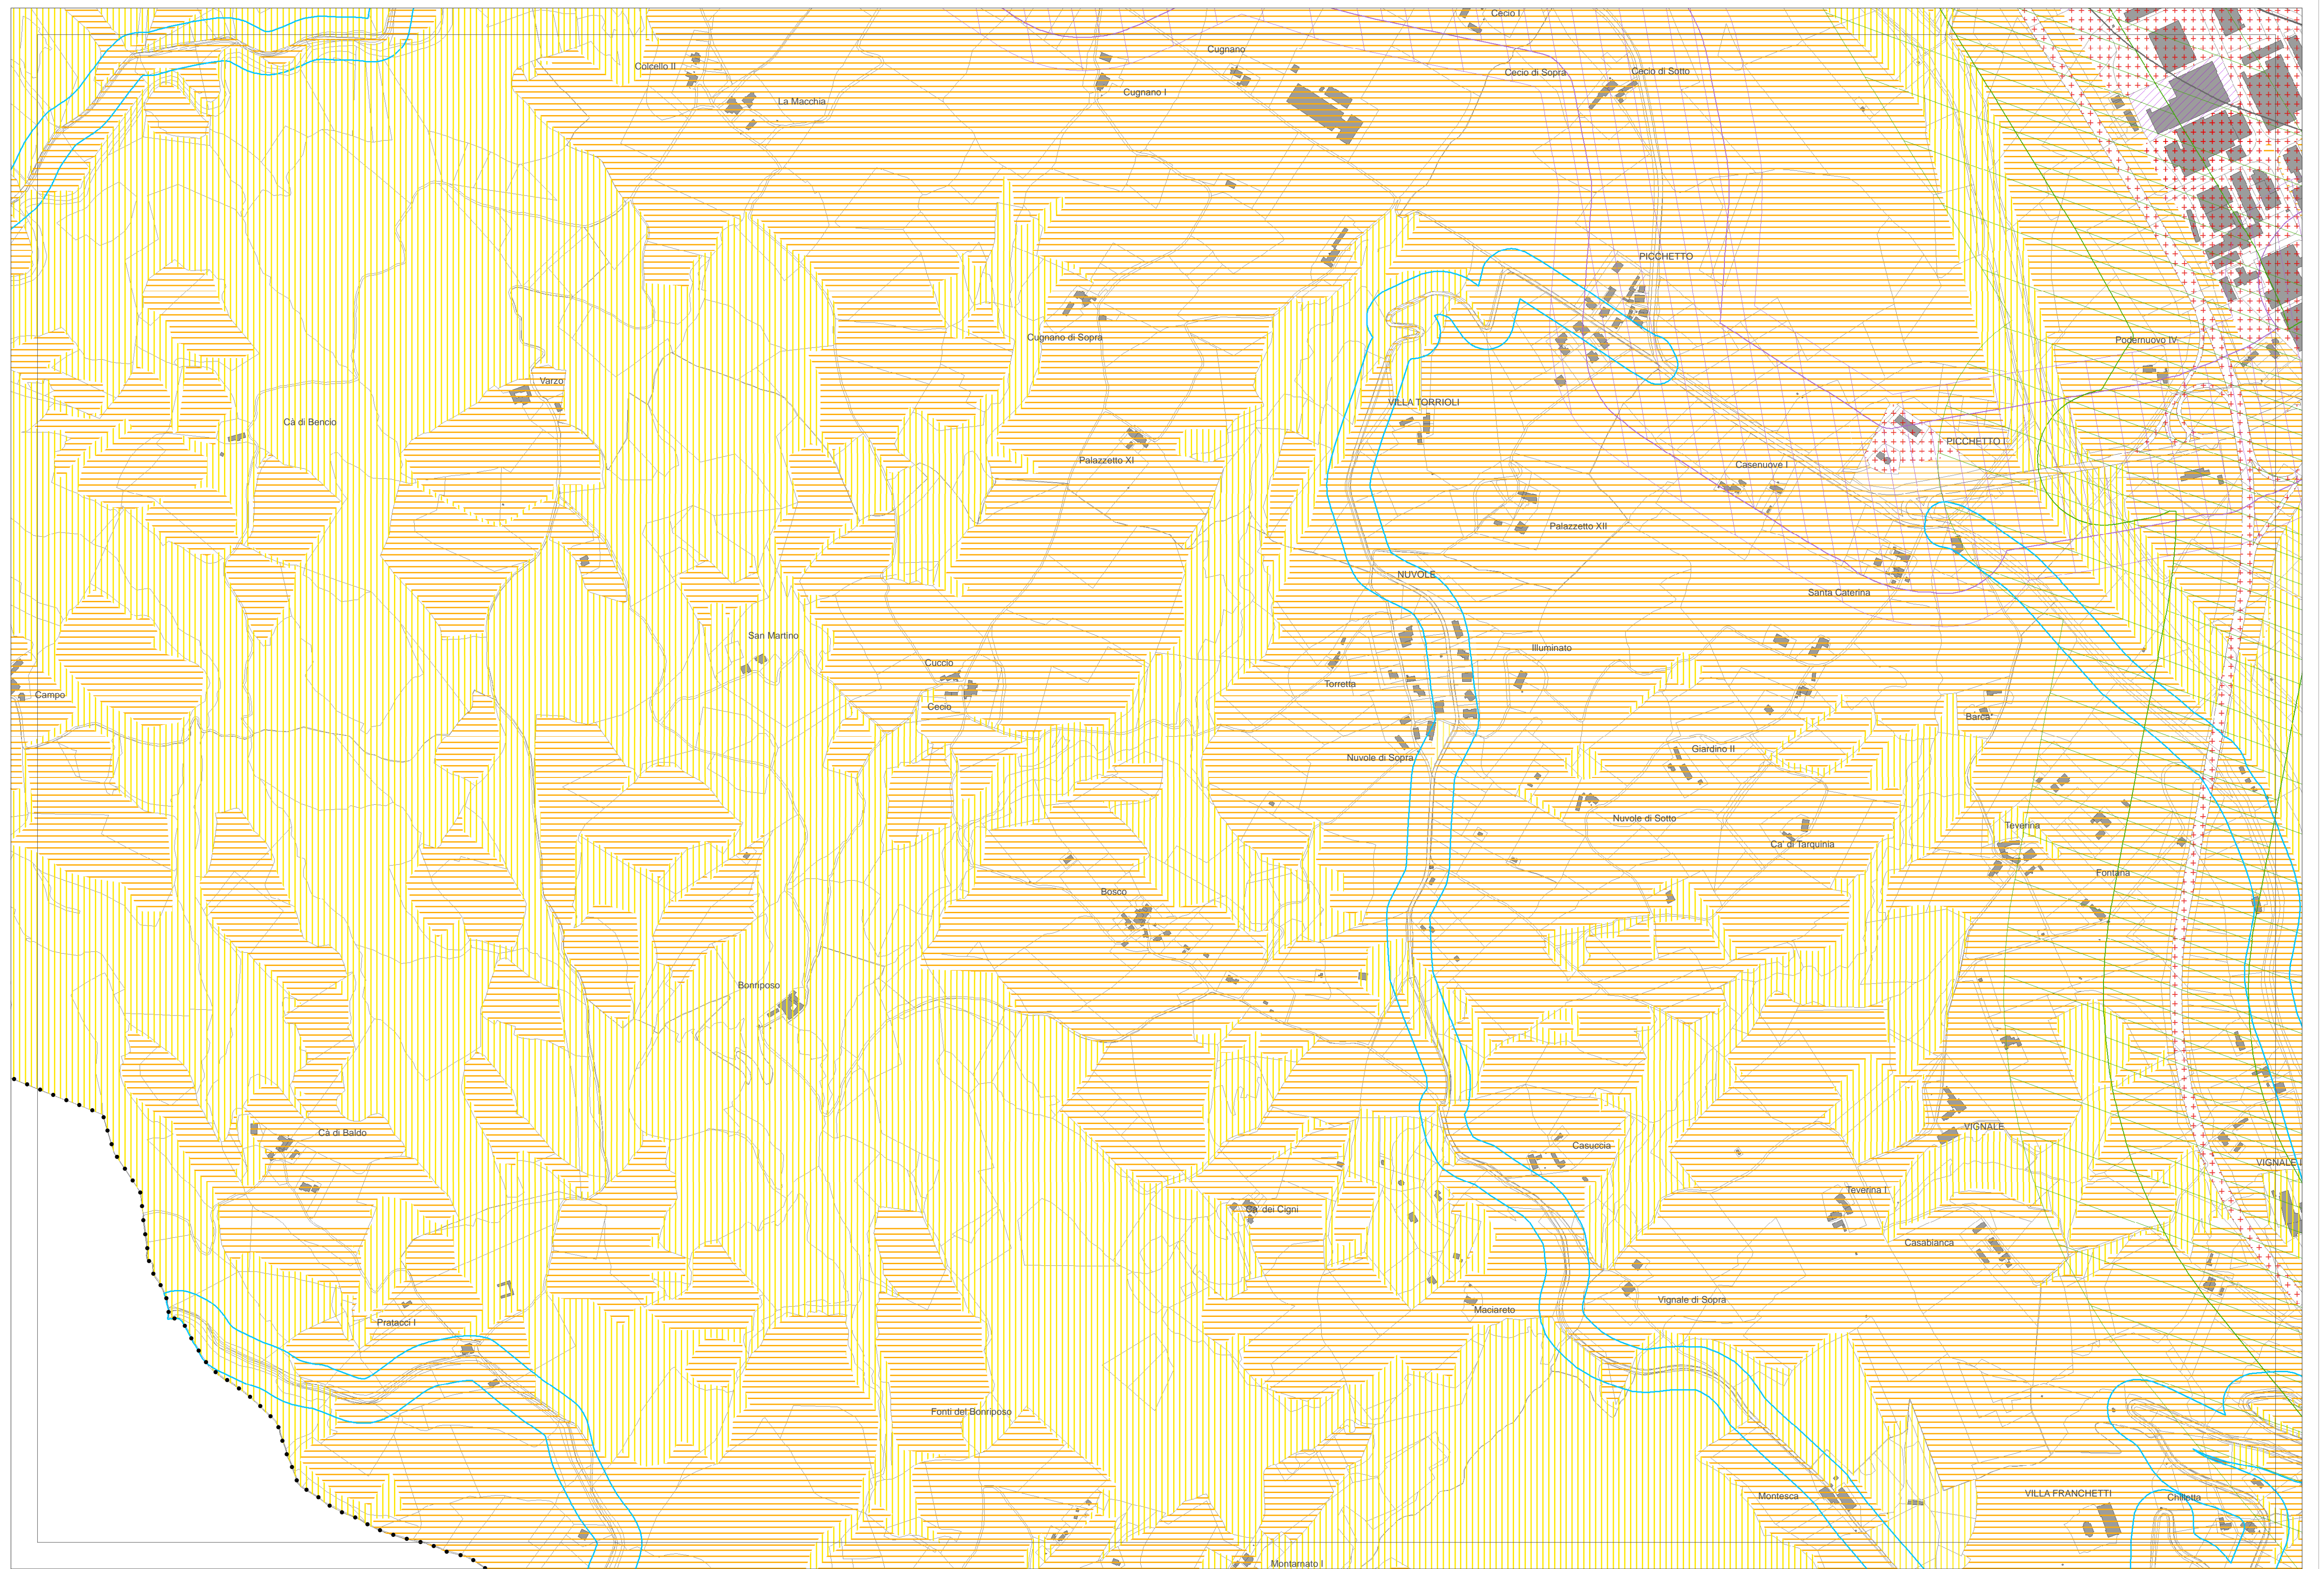 Cecio I
Cugnano
Colcello II
Cecio di Sopra
Cecio di Sotto
Cugnano I
La Macchia
PICCHETTO
Cugnano di Sopra
Podernuovo IV
Varzo
VILLA TORRIOLI
Cà di Bencio
PICCHETTO I
Palazzetto XI
Casenuove I
Palazzetto XII
NUVOLE
Santa Caterina
San Martino
Illuminato
Cuccio
Torretta
Campo
Cecio
Barca
Giardino II
Nuvole di Sopra
Nuvole di Sotto
Teverina
Ca' di Tarquinia
Fontana
Bosco
Bonriposo
VIGNALE
Cà di Baldo
Casuccia
VIGNALE I
Teverina I
Ca' dei Cigni
Casabianca
Vignale di Sopra
Maciareto
Pratacci I
Fonti del Bonriposo
VILLA FRANCHETTI
Montesca
Chilletta
Montarnato I